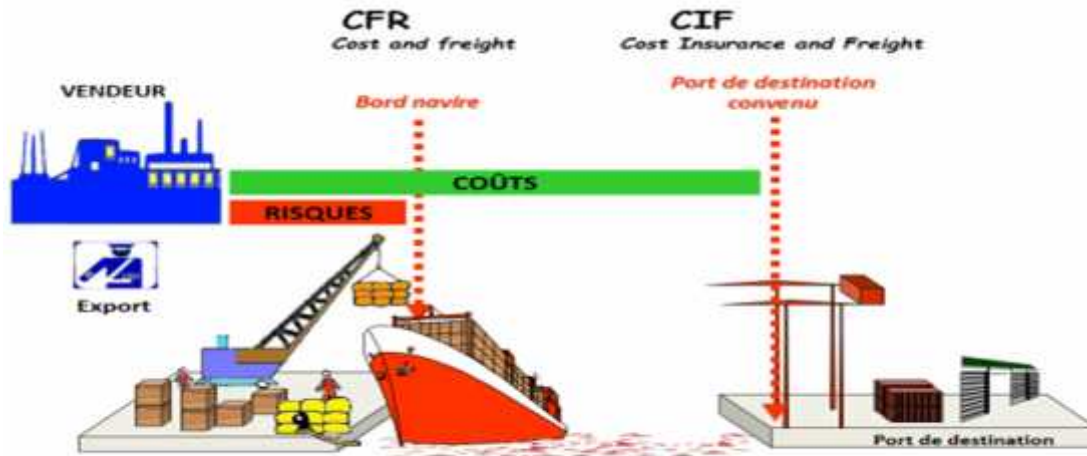 CFR
Cost and freight
CIF
Cost Insurance and Freight
VENDEUR
Bord navire
Port de destination
convenu
COÛTS
RISQUES
Export
Port de destination